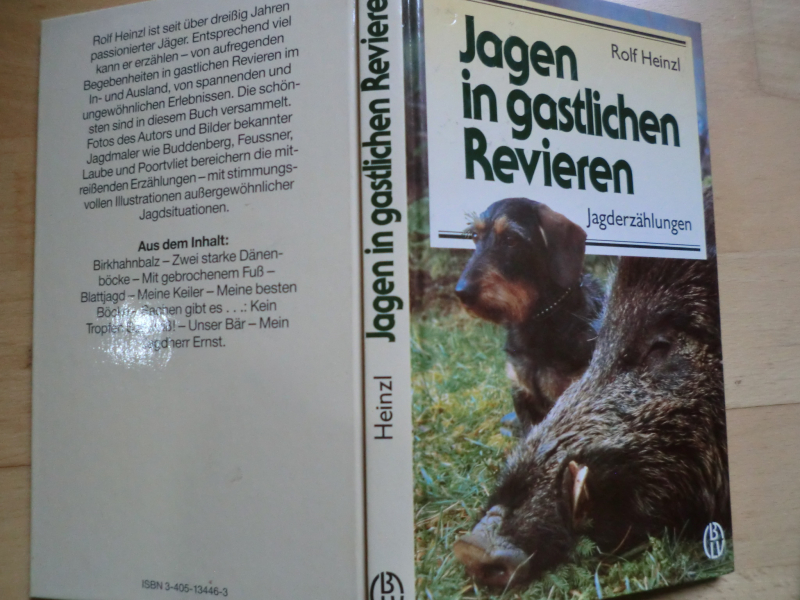 Rolf Heinzl ist seit über dreißig Jahren
passionierter Jäger. Entsprechend viel
kann er erzählen – von aufregenden
Begebenheiten in gastlichen Revieren im
In- und Ausland, von spannenden und
ungewöhnlichen Erlebnissen. Die schön-
sten sind in diesem Buch versammelt.
Fotos des Autors und Bilder bekannter
Jagdmaler wie Buddenberg, Feussner,
Laube und Poortvliet bereichern die mit-
reißenden Erzählungen – mit stimmungs-
vollen Illustrationen außergewöhnlicher
Jagdsituationen.
Aus dem Inhalt:
Birkhahnbalz – Zwei starke Dänen-
böcke – Mit gebrochenem Fuß –
Blattjagd – Meine Keiler – Meine besten
gibt es . . .: Kein
– Unser Bär – Mein
Ernst.
ISBN 3-405-13446-3
Heinzl Jagen in gastlichen Revieren
Rolf Heinzl
Jagen
in gastlichen
Revieren
Jagderzählungen
BLV